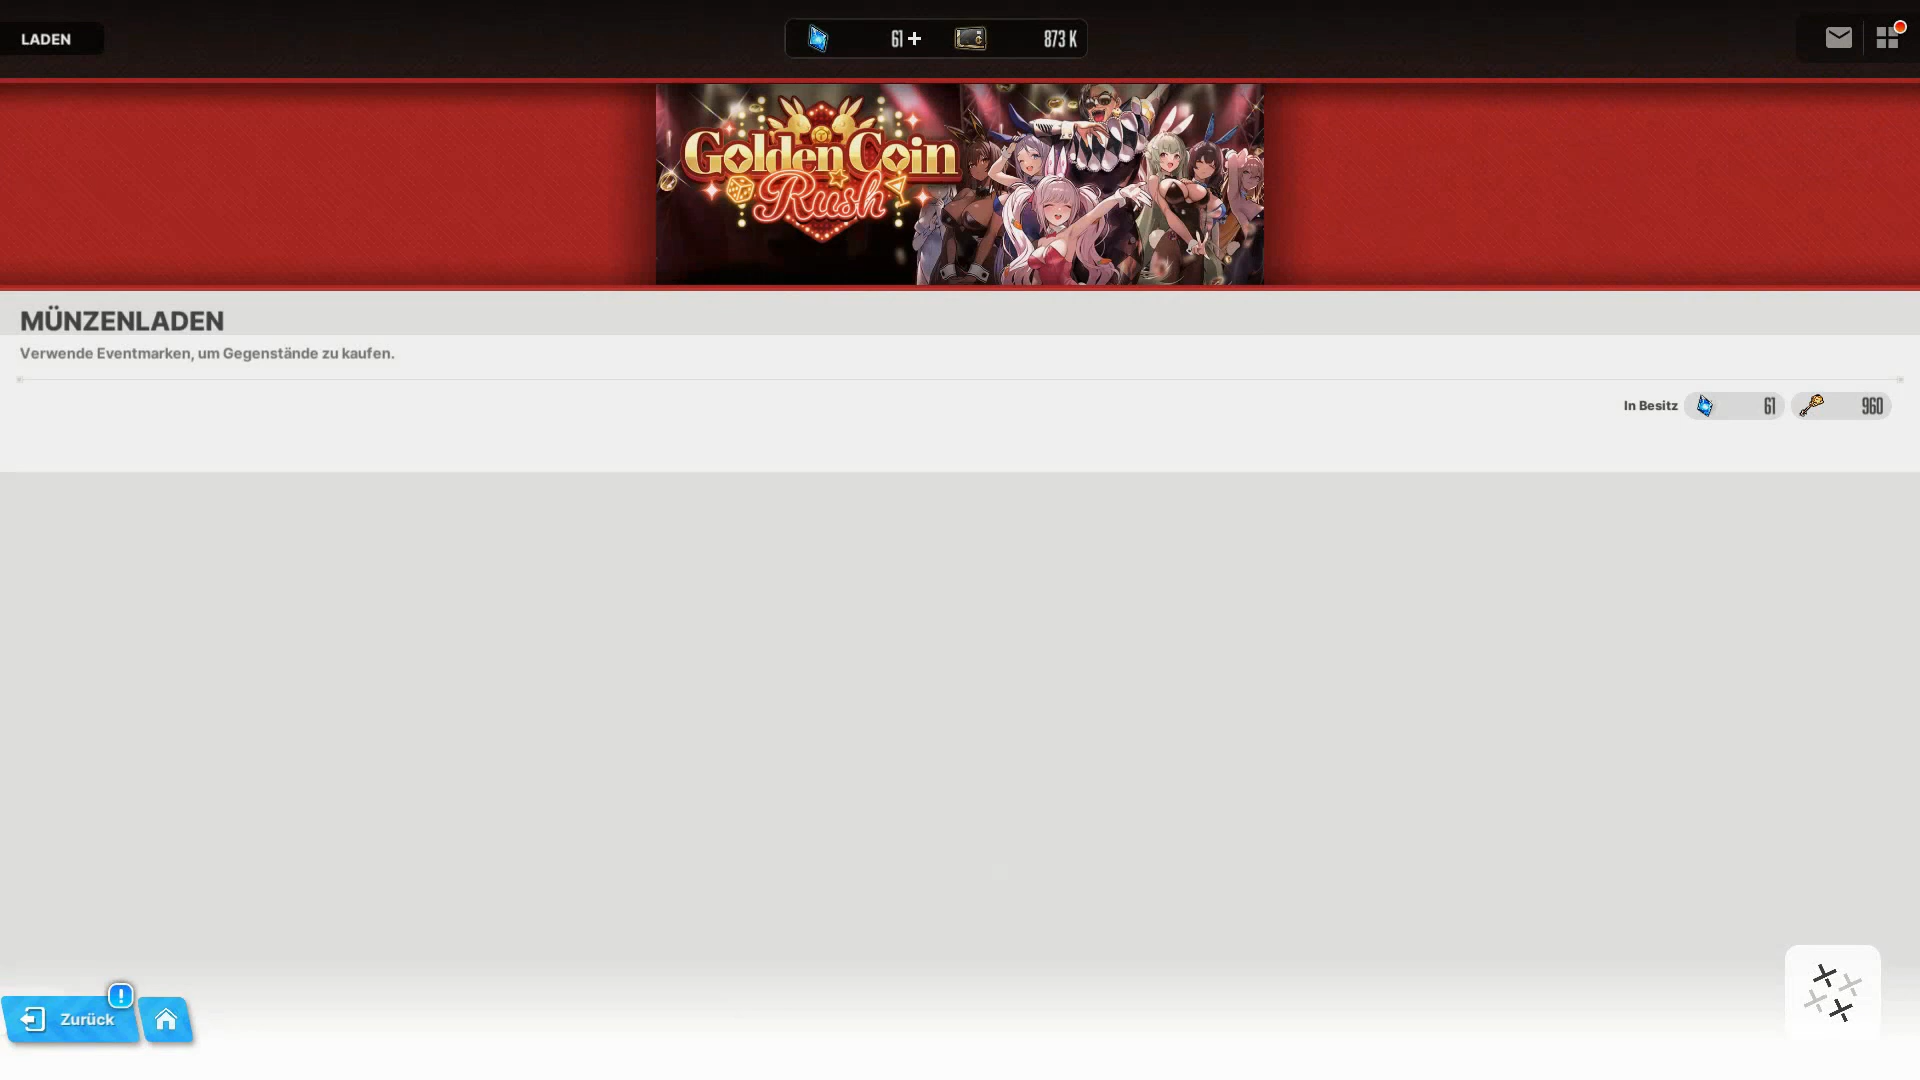 LADEN
61
873 K
Golden Coin
Rush
MÜNZENLADEN
Verwende Eventmarken, um Gegenstände zu kaufen.
In Besitz
61
960
!
Zurück